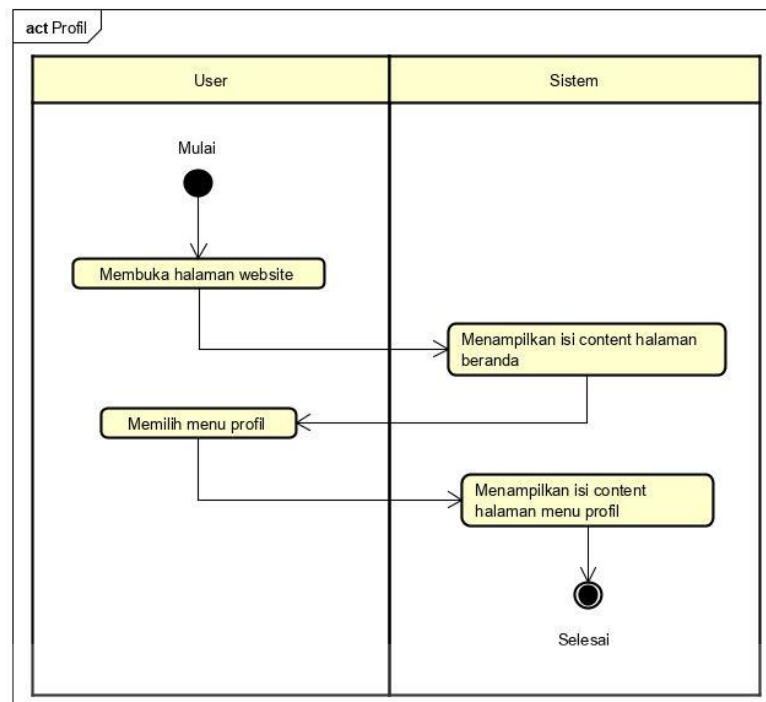 act Profil
User
Sistem
Mulai
Membuka halaman website
Menampilkan isi content halaman
beranda
Memilih menu profil
Menampilkan isi content
halaman menu profil
Selesai